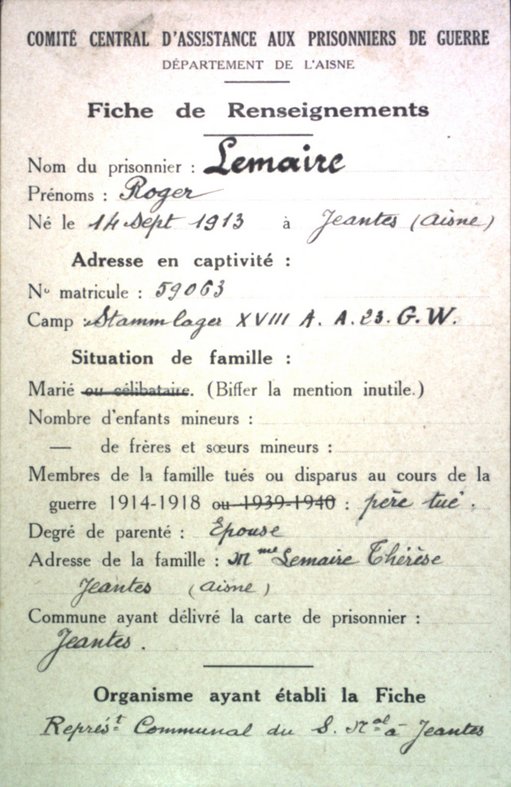 COMITÉ CENTRAL D'ASSISTANCE AUX PRISONNIERS DE GUERRE
DÉPARTEMENT DE L'AISNE
Fiche de Renseignements
Nom du prisonnier : Lemaire
Prénoms : Roger
Né le 14 Sept 1913 à Jeantes (Aisne)
Adresse en captivité :
No matricule : 59063
Camp : Stammlager XVIII A. A. 23. G. W.
Situation de famille :
Marié ou célibataire. (Biffer la mention inutile.)
Nombre d'enfants mineurs :
— de frères et sœurs mineurs :
Membres de la famille tués ou disparus au cours de la
guerre 1914-1918 ou 1939-1940 : père tué.
Degré de parenté : Epouse
Adresse de la famille : Mme Lemaire Thérèse
Jeantes (Aisne)
Commune ayant délivré la carte de prisonnier :
Jeantes.
Organisme ayant établi la Fiche
Représt Communal du S. Nal à Jeantes